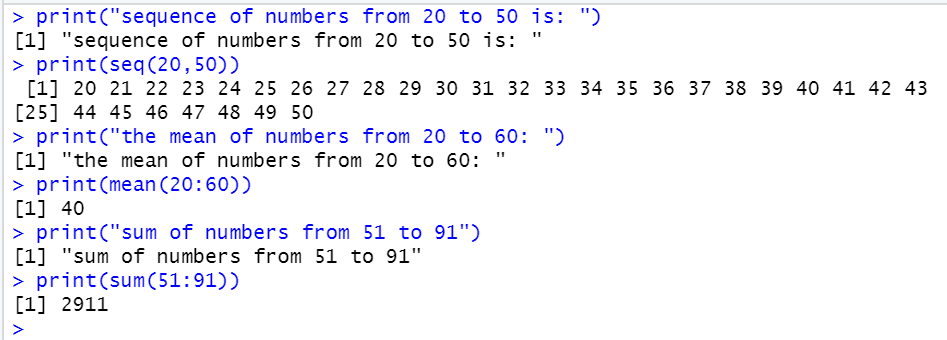 > print("sequence of numbers from 20 to 50 is: ")
[1] "sequence of numbers from 20 to 50 is: "
> print(seq(20,50))
 [1] 20 21 22 23 24 25 26 27 28 29 30 31 32 33 34 35 36 37 38 39 40 41 42 43
[25] 44 45 46 47 48 49 50
> print("the mean of numbers from 20 to 60: ")
[1] "the mean of numbers from 20 to 60: "
> print(mean(20:60))
[1] 40
> print("sum of numbers from 51 to 91")
[1] "sum of numbers from 51 to 91"
> print(sum(51:91))
[1] 2911
>